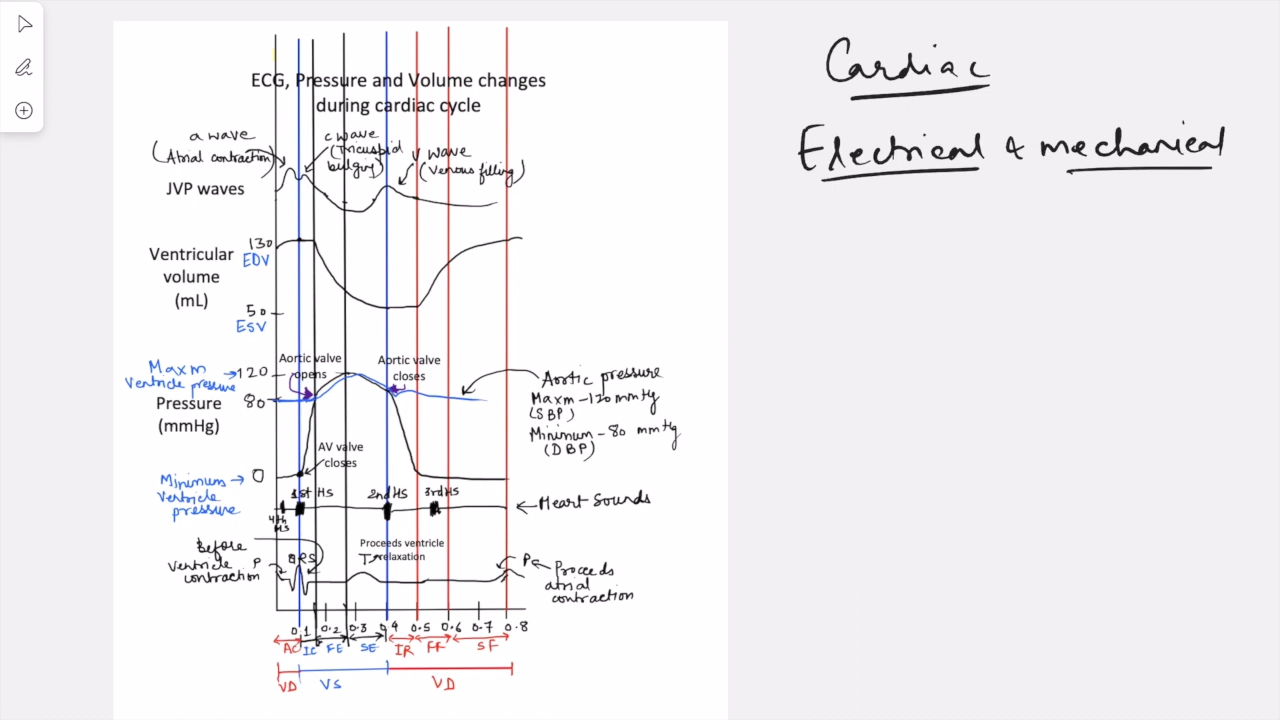 Cardiac
Electrical & mechanical
ECG, Pressure and Volume changes
during cardiac cycle
a wave
(Atrial contraction)
c wave
(Tricuspid
bulging)
V wave
(Venous filling)
JVP waves
130
EDV
Ventricular
volume
(mL)
50
ESV
Aortic valve
opens
Aortic valve
closes
Maxm
Ventricle pressure
120
80
Pressure
(mmHg)
Aortic pressure
Maxm - 120 mmHg
(SBP)
Minimum - 80 mmHg
(DBP)
AV valve
closes
0
Minimum
Ventricle
pressure
1st HS
2nd HS
3rd HS
4th
HS
Heart Sounds
Before
Ventricle
contraction
P
QRS
Proceeds ventricle
relaxation
T
P
Proceeds
atrial
contraction
0.1 0.2 0.3 0.4 0.5 0.6 0.7 0.8
AC IC FE SE IR FF SF
VD VS VD